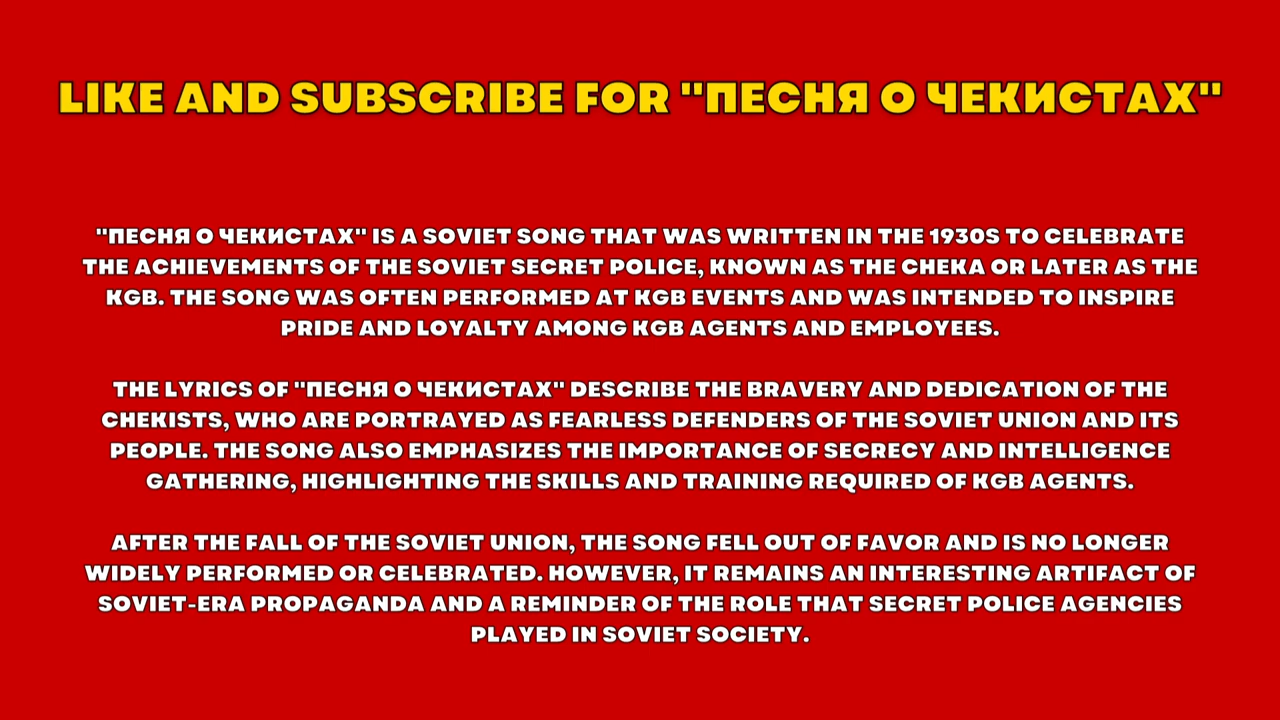 LIKE AND SUBSCRIBE FOR "ПЕСНЯ О ЧЕКИСТАХ"
"ПЕСНЯ О ЧЕКИСТАХ" IS A SOVIET SONG THAT WAS WRITTEN IN THE 1930S TO CELEBRATE
THE ACHIEVEMENTS OF THE SOVIET SECRET POLICE, KNOWN AS THE CHEKA OR LATER AS THE
KGB. THE SONG WAS OFTEN PERFORMED AT KGB EVENTS AND WAS INTENDED TO INSPIRE
PRIDE AND LOYALTY AMONG KGB AGENTS AND EMPLOYEES.
THE LYRICS OF "ПЕСНЯ О ЧЕКИСТАХ" DESCRIBE THE BRAVERY AND DEDICATION OF THE
CHEKISTS, WHO ARE PORTRAYED AS FEARLESS DEFENDERS OF THE SOVIET UNION AND ITS
PEOPLE. THE SONG ALSO EMPHASIZES THE IMPORTANCE OF SECRECY AND INTELLIGENCE
GATHERING, HIGHLIGHTING THE SKILLS AND TRAINING REQUIRED OF KGB AGENTS.
AFTER THE FALL OF THE SOVIET UNION, THE SONG FELL OUT OF FAVOR AND IS NO LONGER
WIDELY PERFORMED OR CELEBRATED. HOWEVER, IT REMAINS AN INTERESTING ARTIFACT OF
SOVIET-ERA PROPAGANDA AND A REMINDER OF THE ROLE THAT SECRET POLICE AGENCIES
PLAYED IN SOVIET SOCIETY.